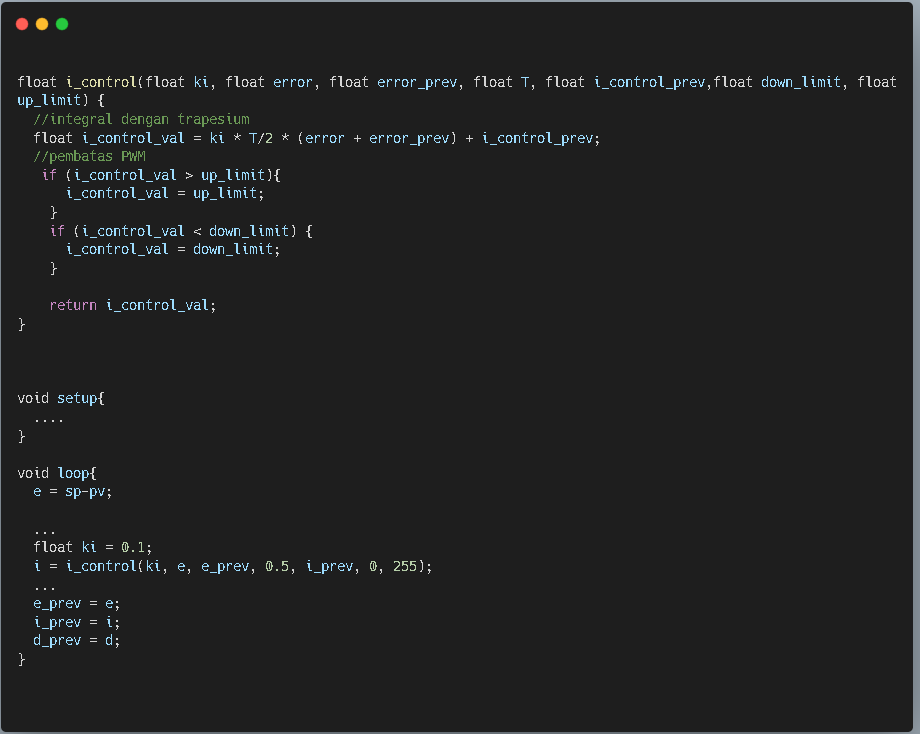 float i_control(float ki, float error, float error_prev, float T, float i_control_prev,float down_limit, float
up_limit) {
  //integral dengan trapesium
  float i_control_val = ki * T/2 * (error + error_prev) + i_control_prev;
  //pembatas PWM
   if (i_control_val > up_limit){
      i_control_val = up_limit;
    }
    if (i_control_val < down_limit) {
      i_control_val = down_limit;
    }

    return i_control_val;
}

void setup{
  ....
}

void loop{
  e = sp-pv;

  ...
  float ki = 0.1;
  i = i_control(ki, e, e_prev, 0.5, i_prev, 0, 255);
  ...
  e_prev = e;
  i_prev = i;
  d_prev = d;
}